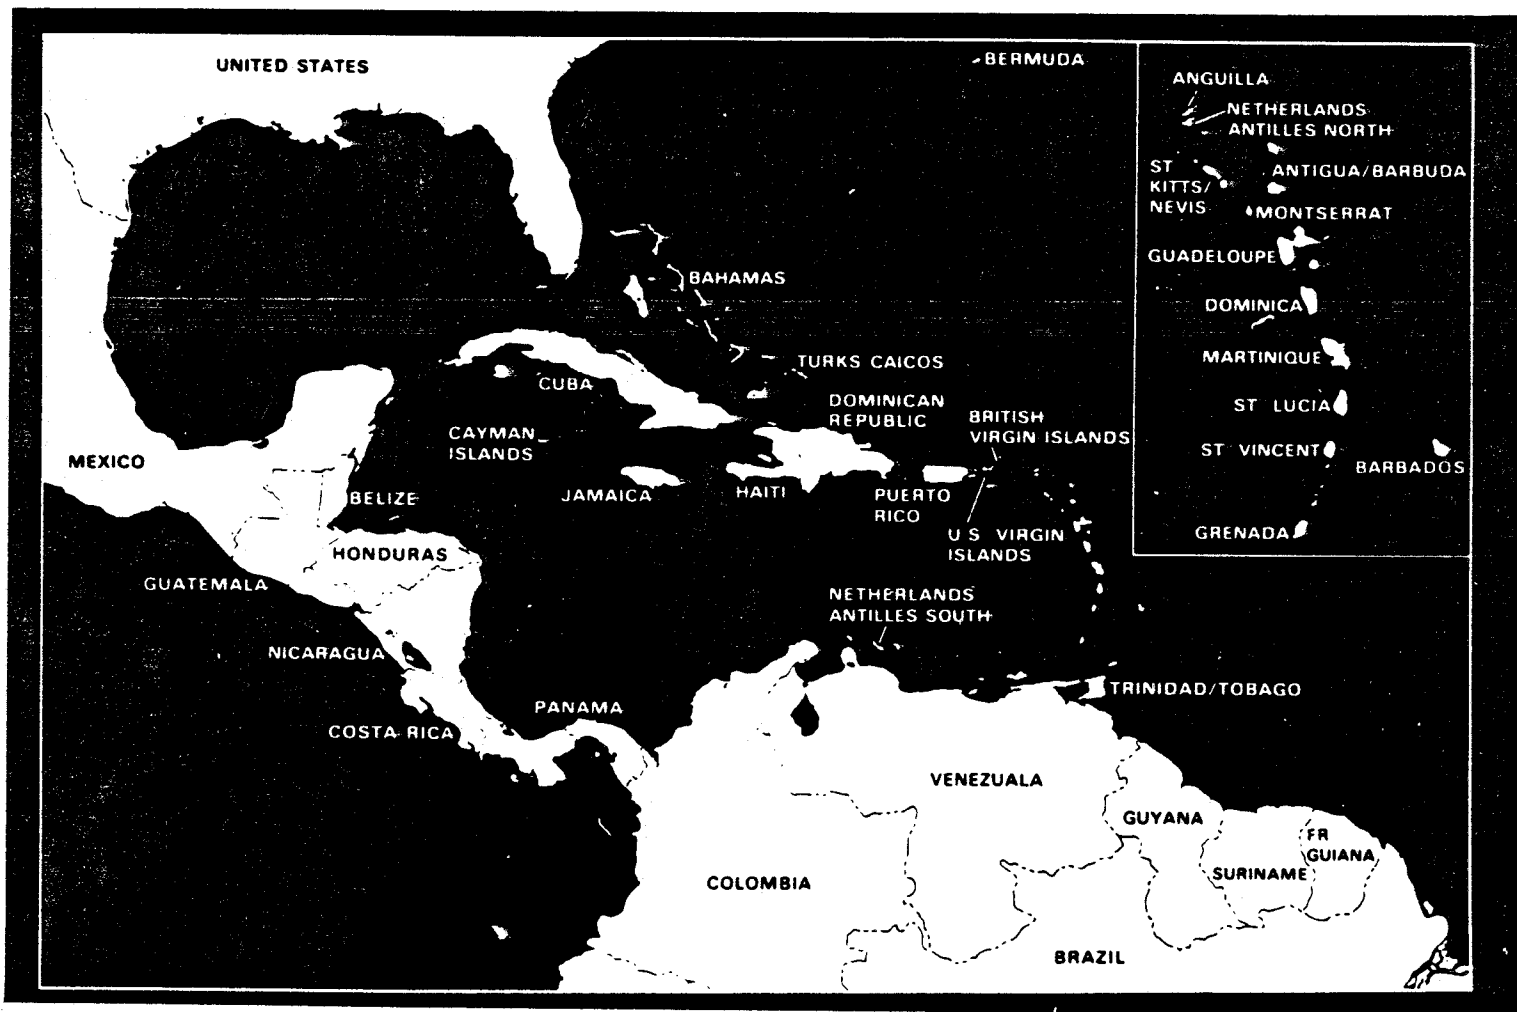 UNITED STATES
BERMUDA
ANGUILLA
NETHERLANDS
ANTILLES NORTH
ST
KITTS/
NEVIS
ANTIGUA/BARBUDA
MONTSERRAT
GUADELOUPE
DOMINICA
MARTINIQUE
ST LUCIA
ST VINCENT
BARBADOS
GRENADA
BAHAMAS
TURKS CAICOS
CUBA
DOMINICAN
REPUBLIC
BRITISH
VIRGIN ISLANDS
CAYMAN
ISLANDS
MEXICO
BELIZE
JAMAICA
HAITI
PUERTO
RICO
U S VIRGIN
ISLANDS
HONDURAS
GUATEMALA
NETHERLANDS
ANTILLES SOUTH
NICARAGUA
TRINIDAD/TOBAGO
PANAMA
COSTA RICA
VENEZUALA
GUYANA
FR
GUIANA
SURINAME
COLOMBIA
BRAZIL